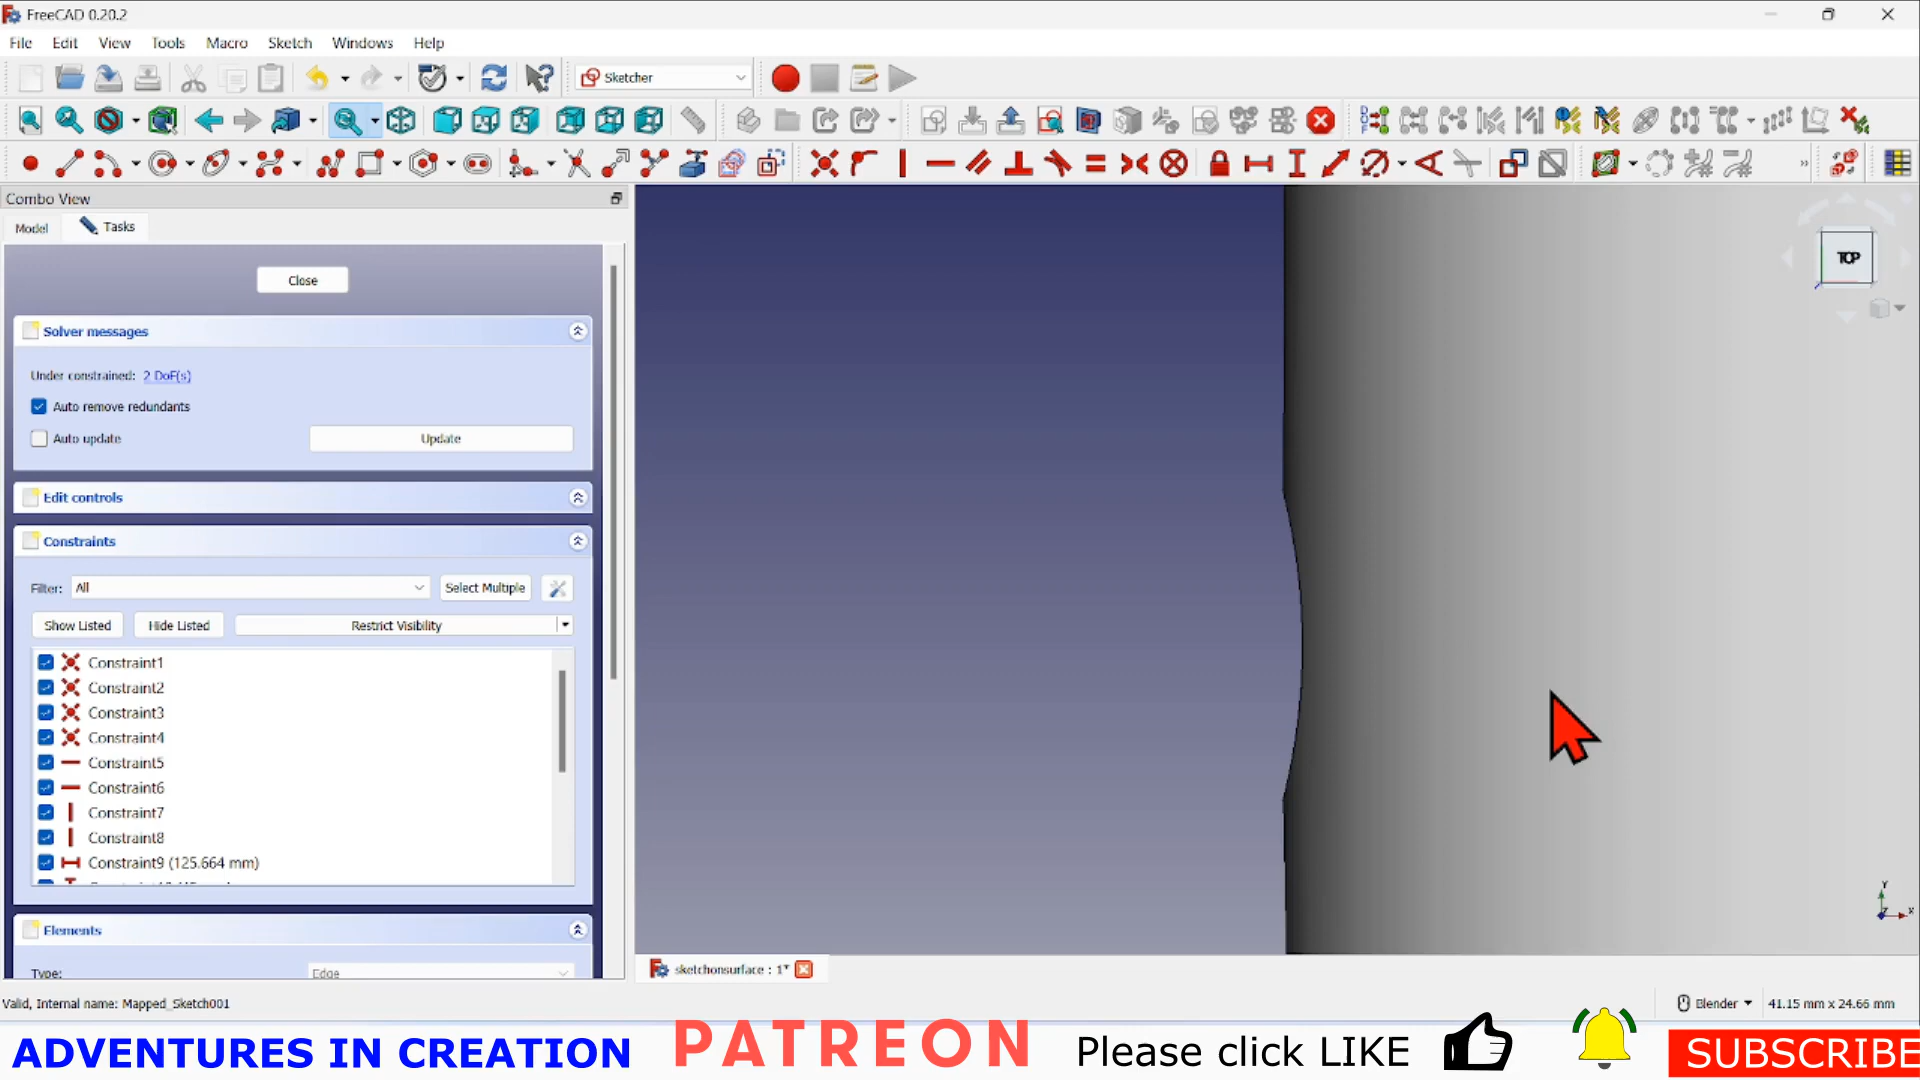 FreeCAD 0.20.2
File Edit View Tools Macro Sketch Windows Help
Sketcher
Combo View
Model Tasks
Close
Solver messages
Under constrained: 2 DoF(s)
Auto remove redundants
Auto update Update
Edit controls
Constraints
Filter: All Select Multiple
Show Listed Hide Listed Restrict Visibility
Constraint1
Constraint2
Constraint3
Constraint4
Constraint5
Constraint6
Constraint7
Constraint8
Constraint9 (125.664 mm)
Elements
Type: Edge
TOP
Y
X
sketchonsurface : 1*
Valid, Internal name: Mapped_Sketch001
Blender 41.15 mm x 24.66 mm
ADVENTURES IN CREATION PATREON Please click LIKE SUBSCRIBE